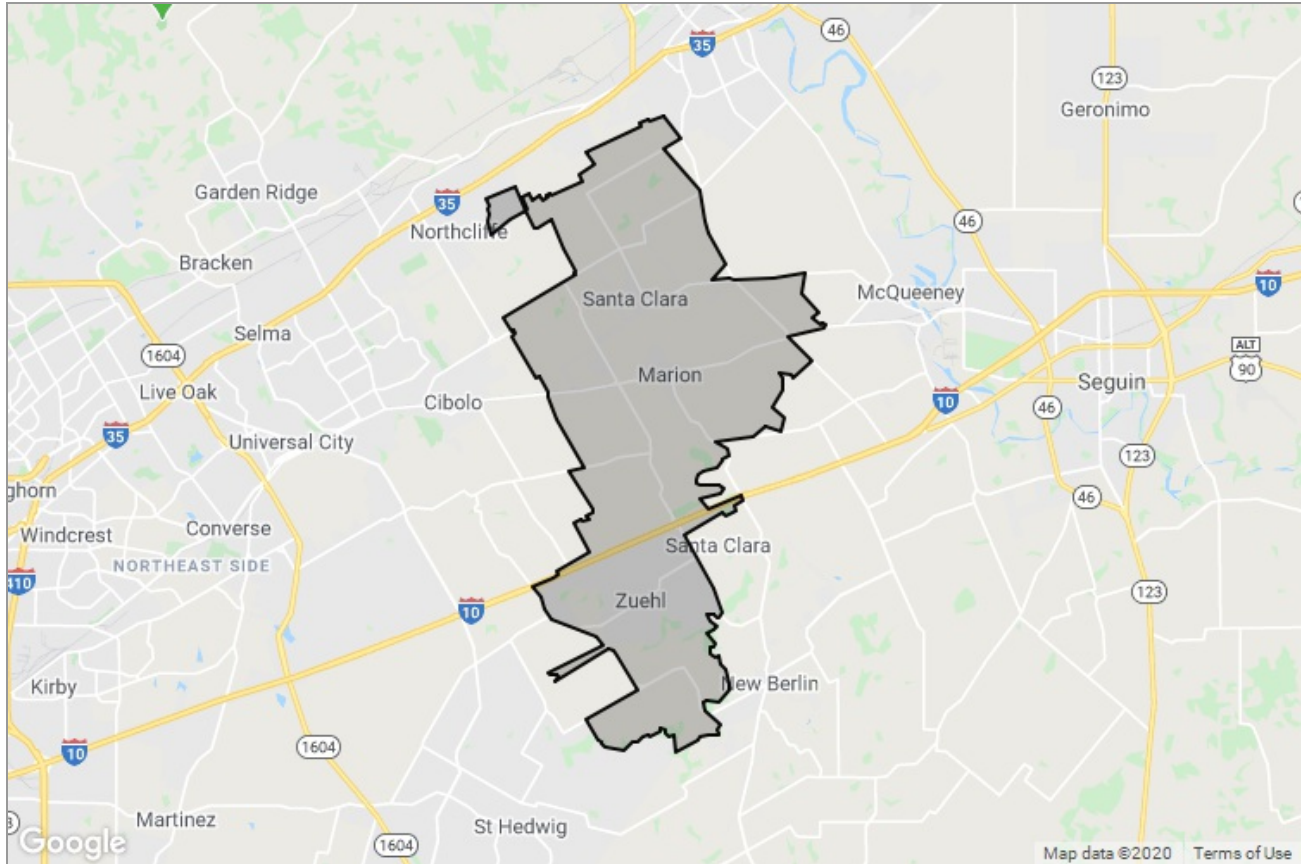 46
35
123
Geronimo
Garden Ridge
35
46
Northcliffe
Bracken
10
Santa Clara
McQueeney
Selma
1604
ALT
90
Marion
Seguin
Live Oak
Cibolo
10
46
35
Universal City
123
ghorn
46
Windcrest
Converse
Santa Clara
NORTHEAST SIDE
410
123
Zuehl
10
Kirby
New Berlin
10
1604
Martinez
St Hedwig
Google
1604
Map data ©2020
Terms of Use